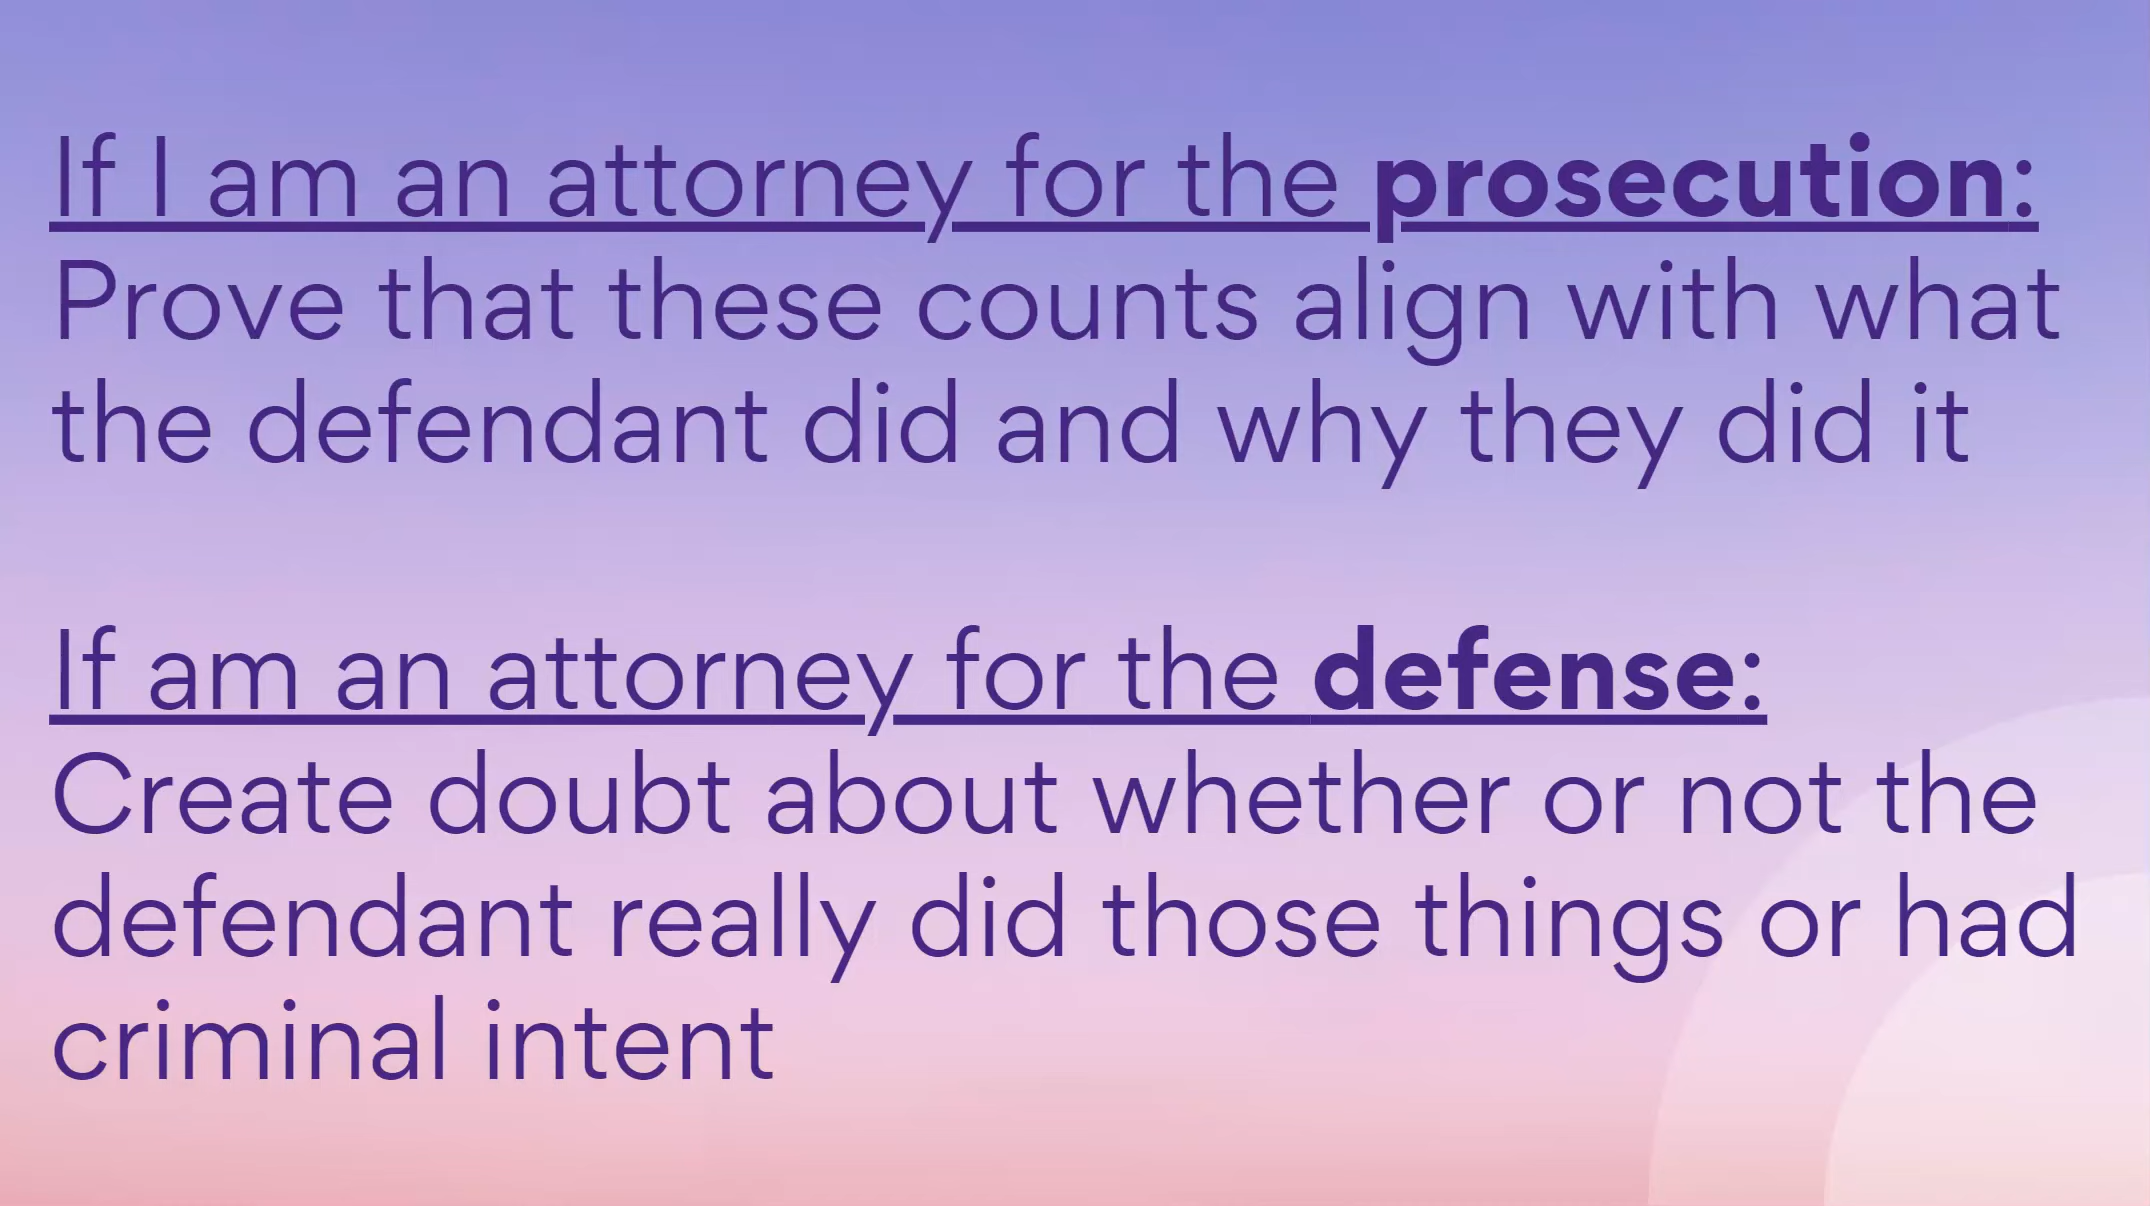 If I am an attorney for the prosecution:
Prove that these counts align with what
the defendant did and why they did it
If am an attorney for the defense:
Create doubt about whether or not the
defendant really did those things or had
criminal intent